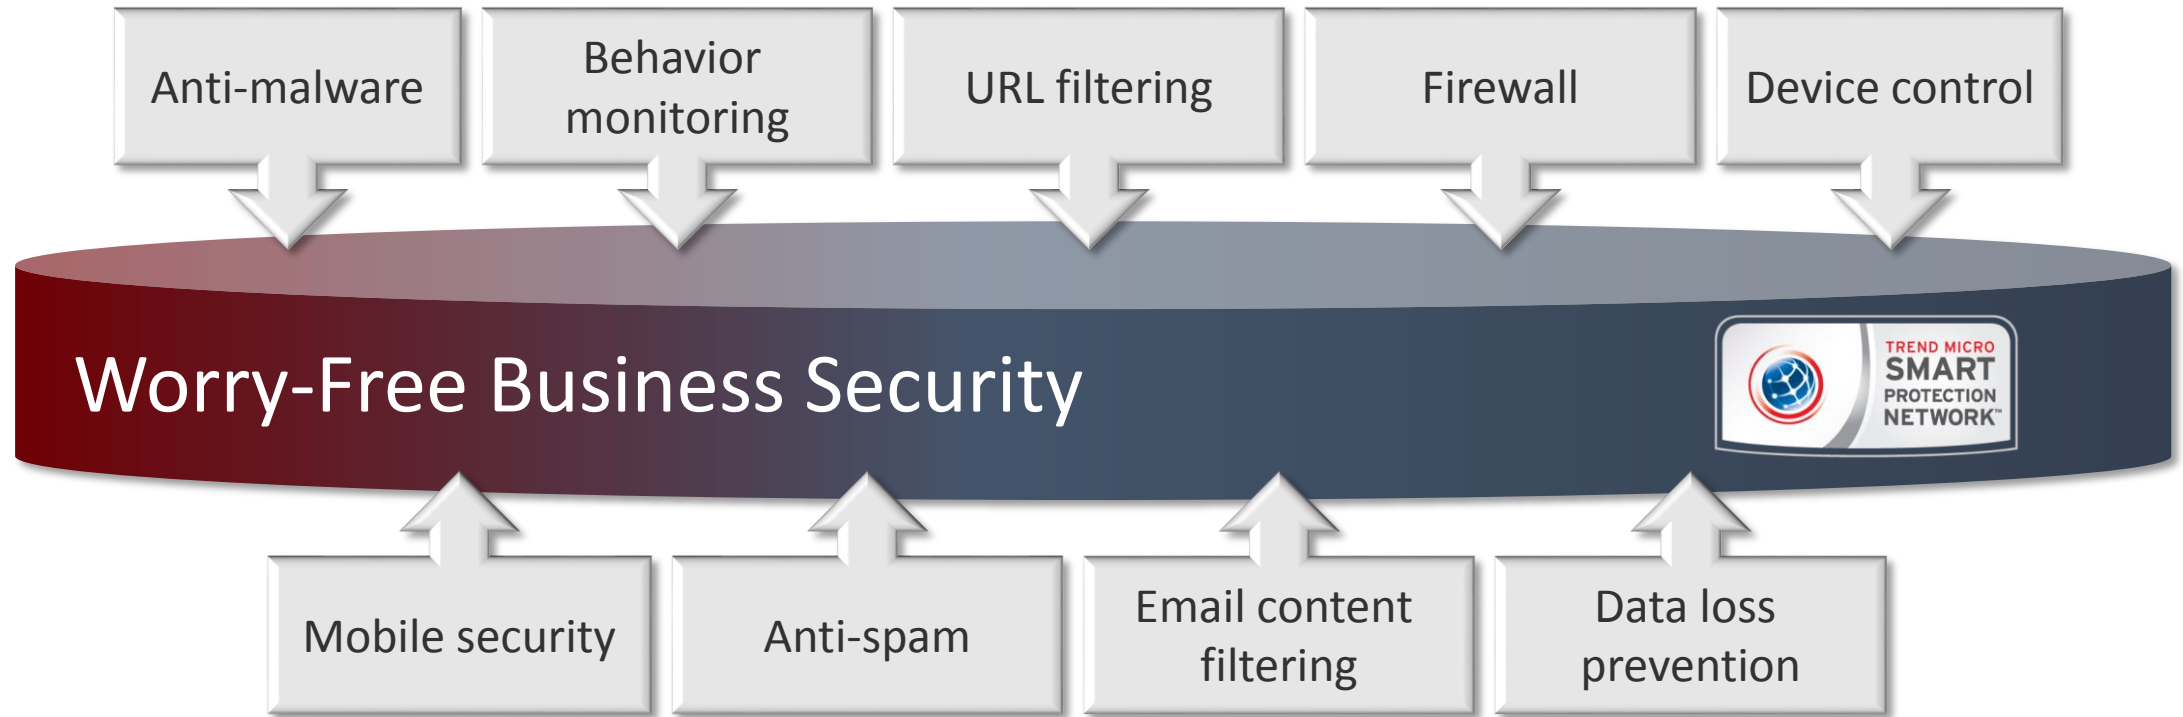 Anti-malware
Behavior
monitoring
URL filtering
Firewall
Device control
Worry-Free Business Security
TREND MICRO
SMART
PROTECTION
NETWORK™
Mobile security
Anti-spam
Email content
filtering
Data loss
prevention